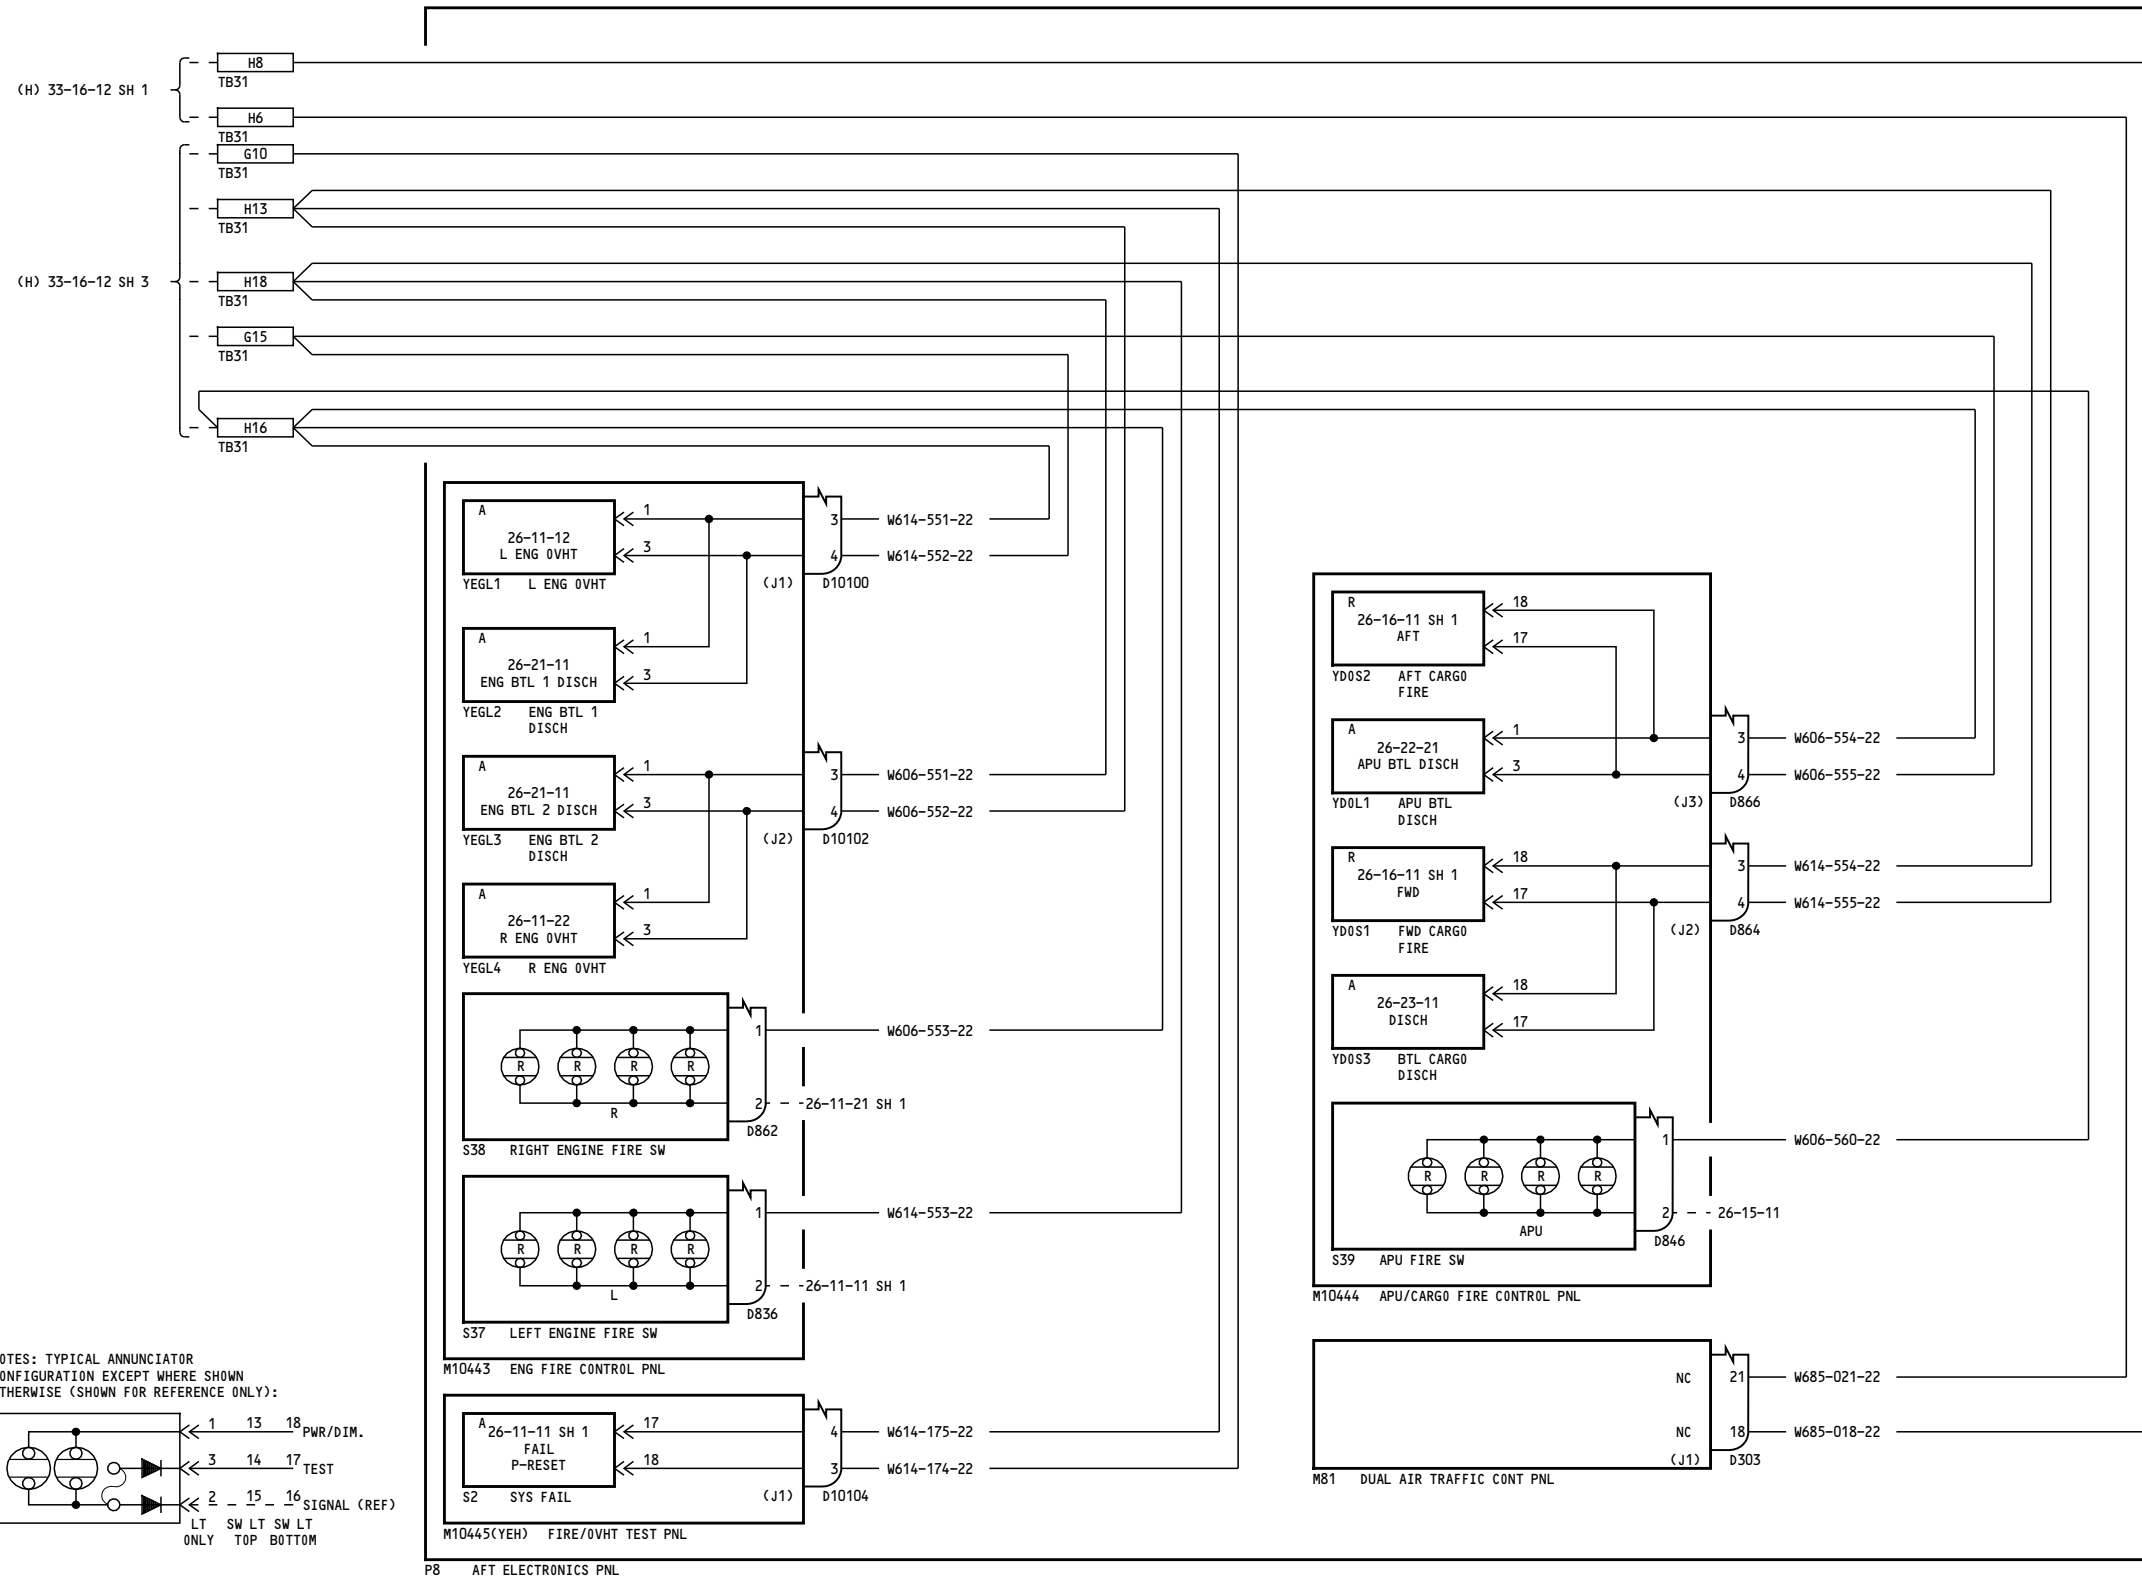 (H) 33-16-12 SH 1
H8
TB31
H6
TB31
G10
TB31
H13
TB31
(H) 33-16-12 SH 3
H18
TB31
G15
TB31
H16
TB31
A
26-11-12
L ENG OVHT
1
3
YEGL1 L ENG OVHT
3
4
(J1) D10100
W614-551-22
W614-552-22
A
26-21-11
ENG BTL 1 DISCH
1
3
YEGL2 ENG BTL 1
DISCH
A
26-21-11
ENG BTL 2 DISCH
1
3
YEGL3 ENG BTL 2
DISCH
3
4
(J2) D10102
W606-551-22
W606-552-22
A
26-11-22
R ENG OVHT
1
3
YEGL4 R ENG OVHT
R R R R
R
1
2
D862
W606-553-22
26-11-21 SH 1
S38 RIGHT ENGINE FIRE SW
R R R R
L
1
2
D836
W614-553-22
26-11-11 SH 1
S37 LEFT ENGINE FIRE SW
M10443 ENG FIRE CONTROL PNL
A
26-11-11 SH 1
FAIL
P-RESET
17
18
S2 SYS FAIL
4
3
(J1) D10104
W614-175-22
W614-174-22
M10445(YEH) FIRE/OVHT TEST PNL
P8 AFT ELECTRONICS PNL
R
26-16-11 SH 1
AFT
18
17
YDOS2 AFT CARGO
FIRE
A
26-22-21
APU BTL DISCH
1
3
YDOL1 APU BTL
DISCH
3
4
(J3) D866
W606-554-22
W606-555-22
R
26-16-11 SH 1
FWD
18
17
YDOS1 FWD CARGO
FIRE
3
4
(J2) D864
W614-554-22
W614-555-22
A
26-23-11
DISCH
18
17
YDOS3 BTL CARGO
DISCH
R R R R
APU
1
2
D846
W606-560-22
26-15-11
S39 APU FIRE SW
M10444 APU/CARGO FIRE CONTROL PNL
NC 21
NC 18
(J1) D303
W685-021-22
W685-018-22
M81 DUAL AIR TRAFFIC CONT PNL
OTES: TYPICAL ANNUNCIATOR
ONFIGURATION EXCEPT WHERE SHOWN
THERWISE (SHOWN FOR REFERENCE ONLY):
1 13 18 PWR/DIM.
3 14 17 TEST
2 15 16 SIGNAL (REF)
LT SW LT SW LT
ONLY TOP BOTTOM